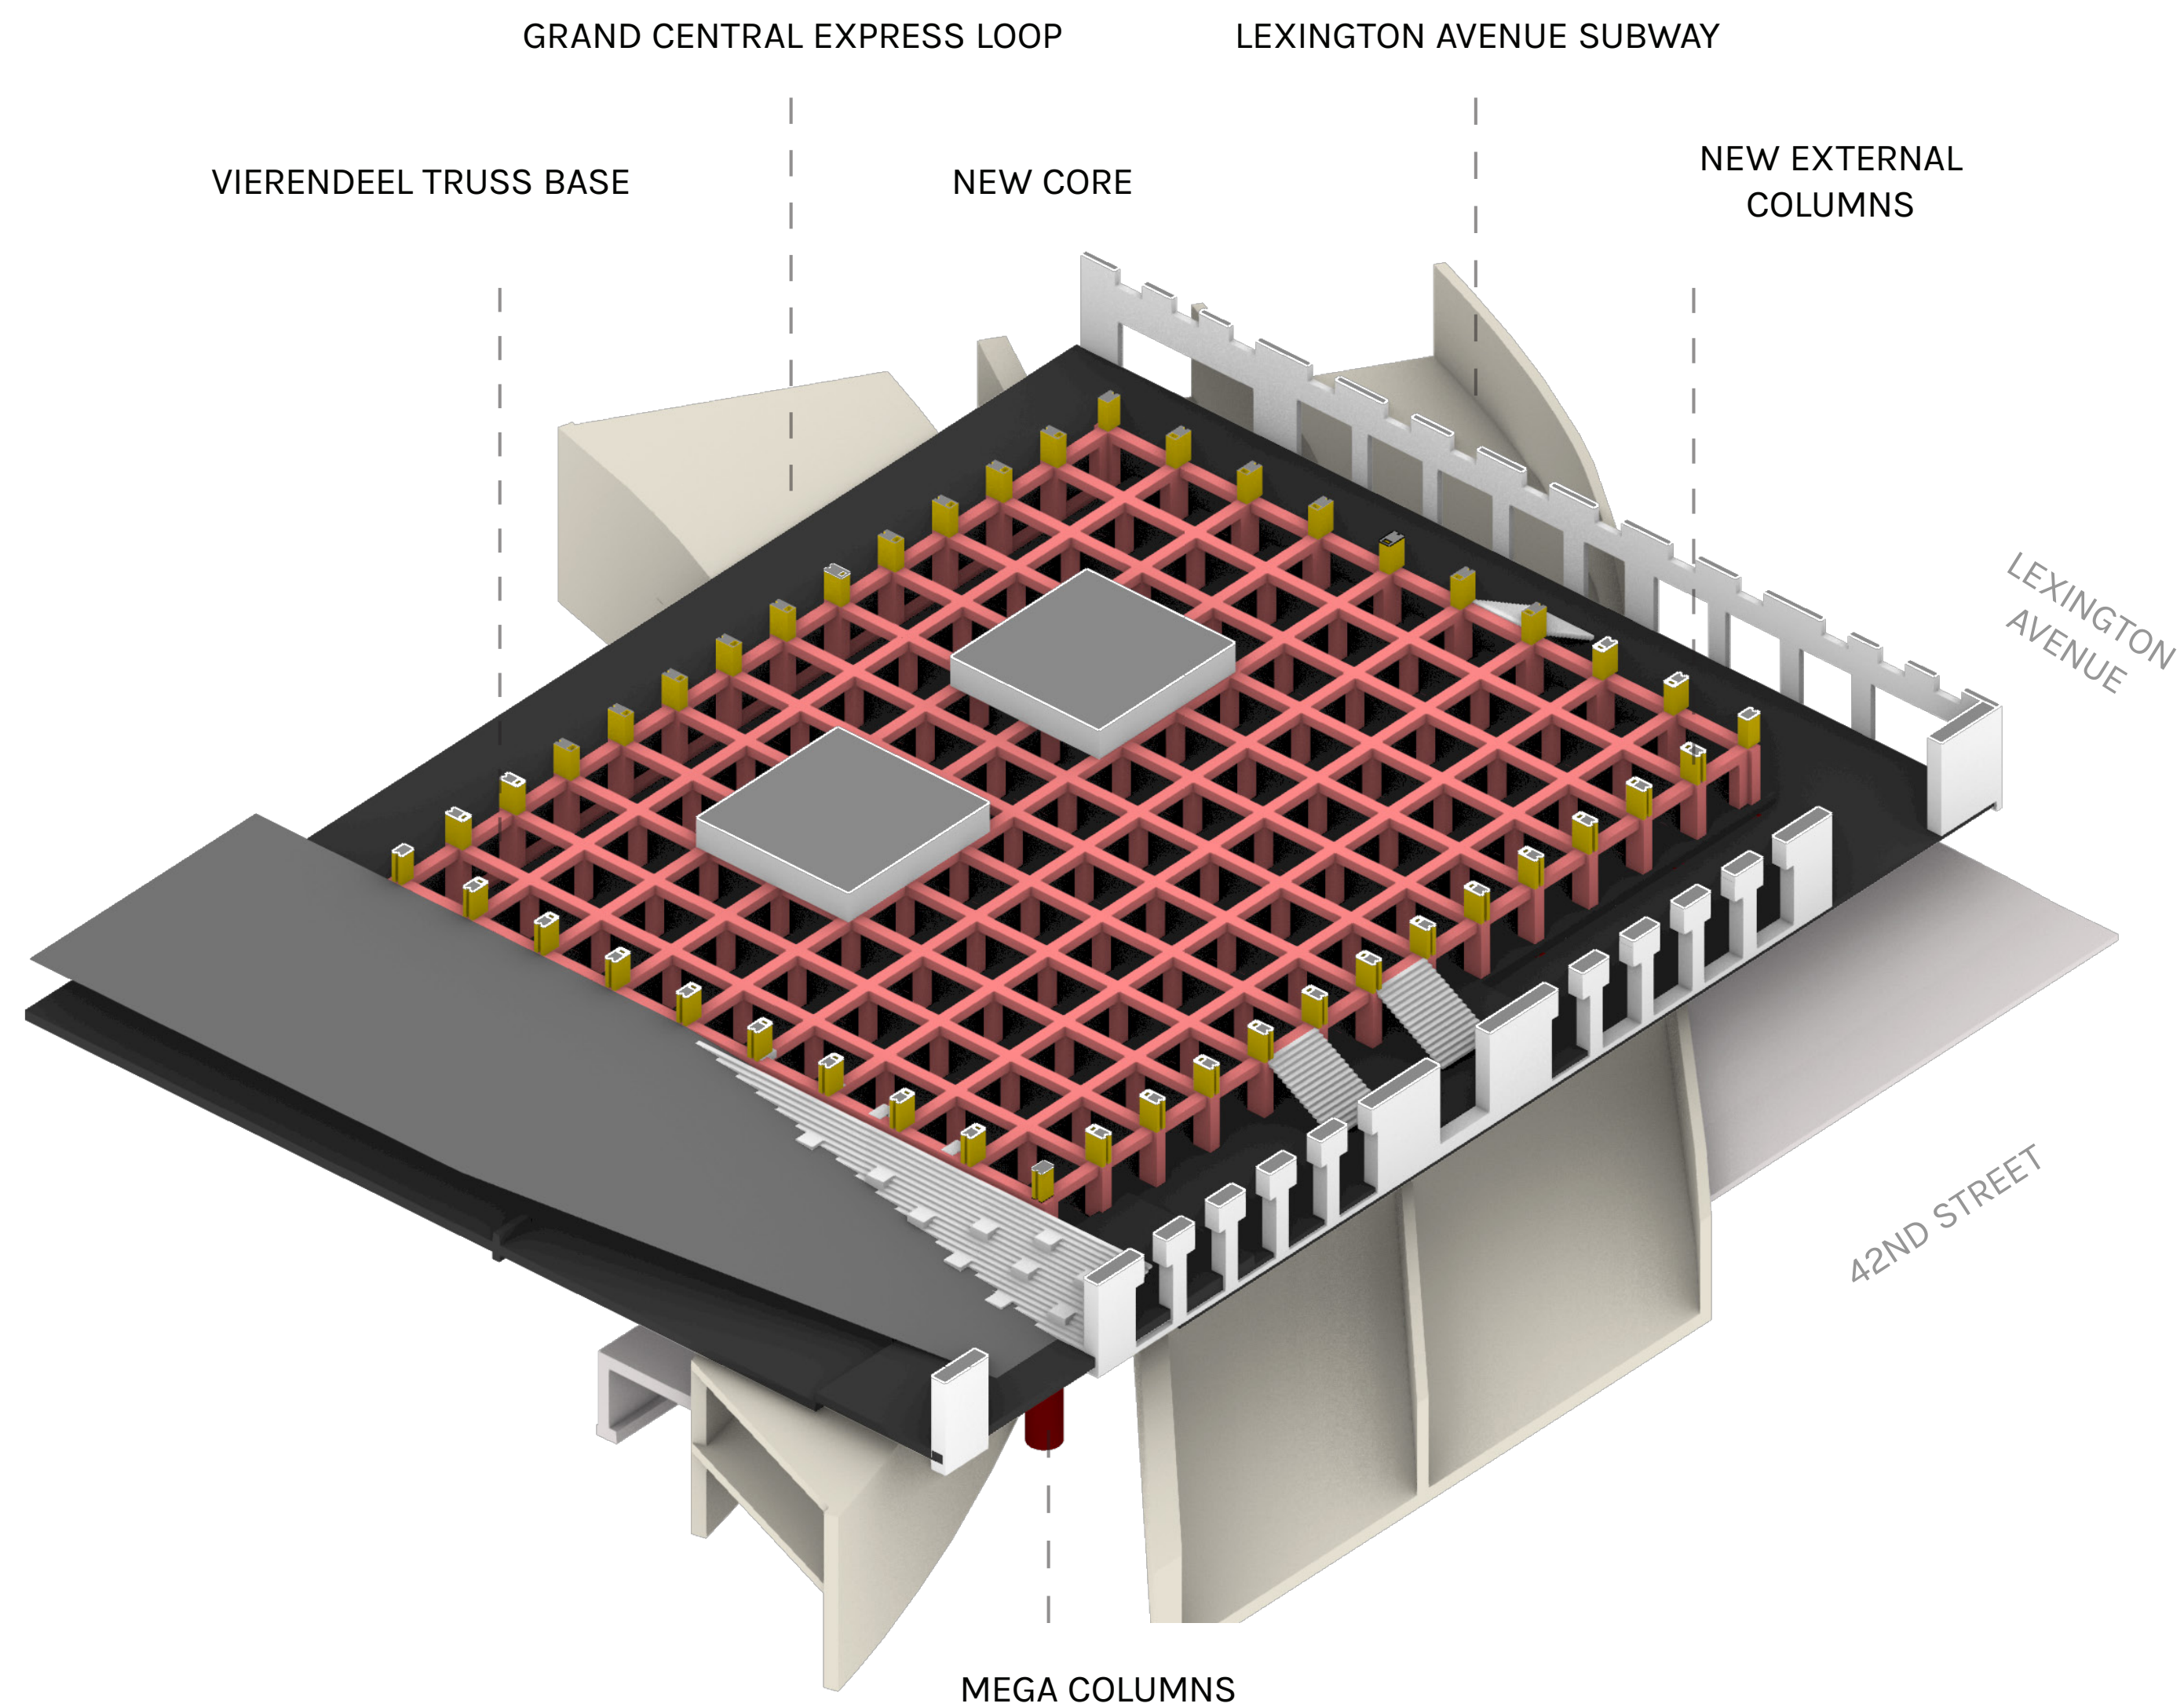 GRAND CENTRAL EXPRESS LOOP
LEXINGTON AVENUE SUBWAY
VIERENDEEL TRUSS BASE
NEW CORE
NEW EXTERNAL
COLUMNS
LEXINGTON
AVENUE
42ND STREET
MEGA COLUMNS